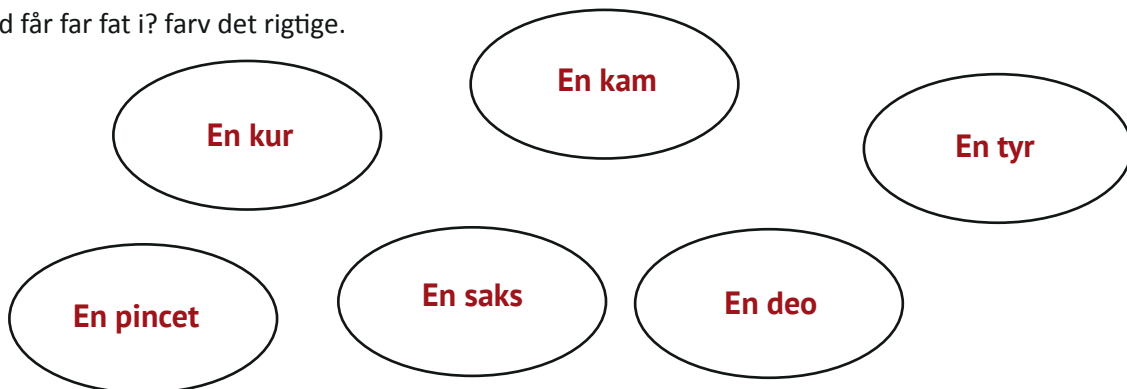 får far fat i? farv det rigtige.
En kam
En kur
En tyr
En saks
En deo
En pincet